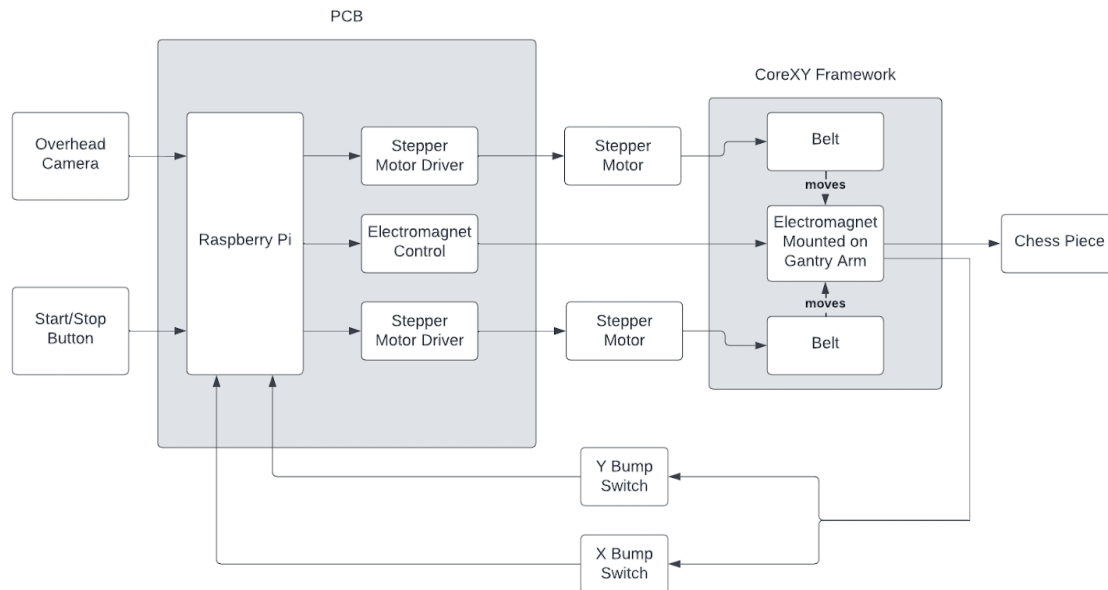 PCB
CoreXY Framework
Overhead
Camera
Raspberry Pi
Stepper
Motor Driver
Stepper
Motor
Belt
moves
Electromagnet
Control
Electromagnet
Mounted on
Gantry Arm
Chess Piece
Start/Stop
Button
Stepper
Motor Driver
Stepper
Motor
moves
Belt
Y Bump
Switch
X Bump
Switch